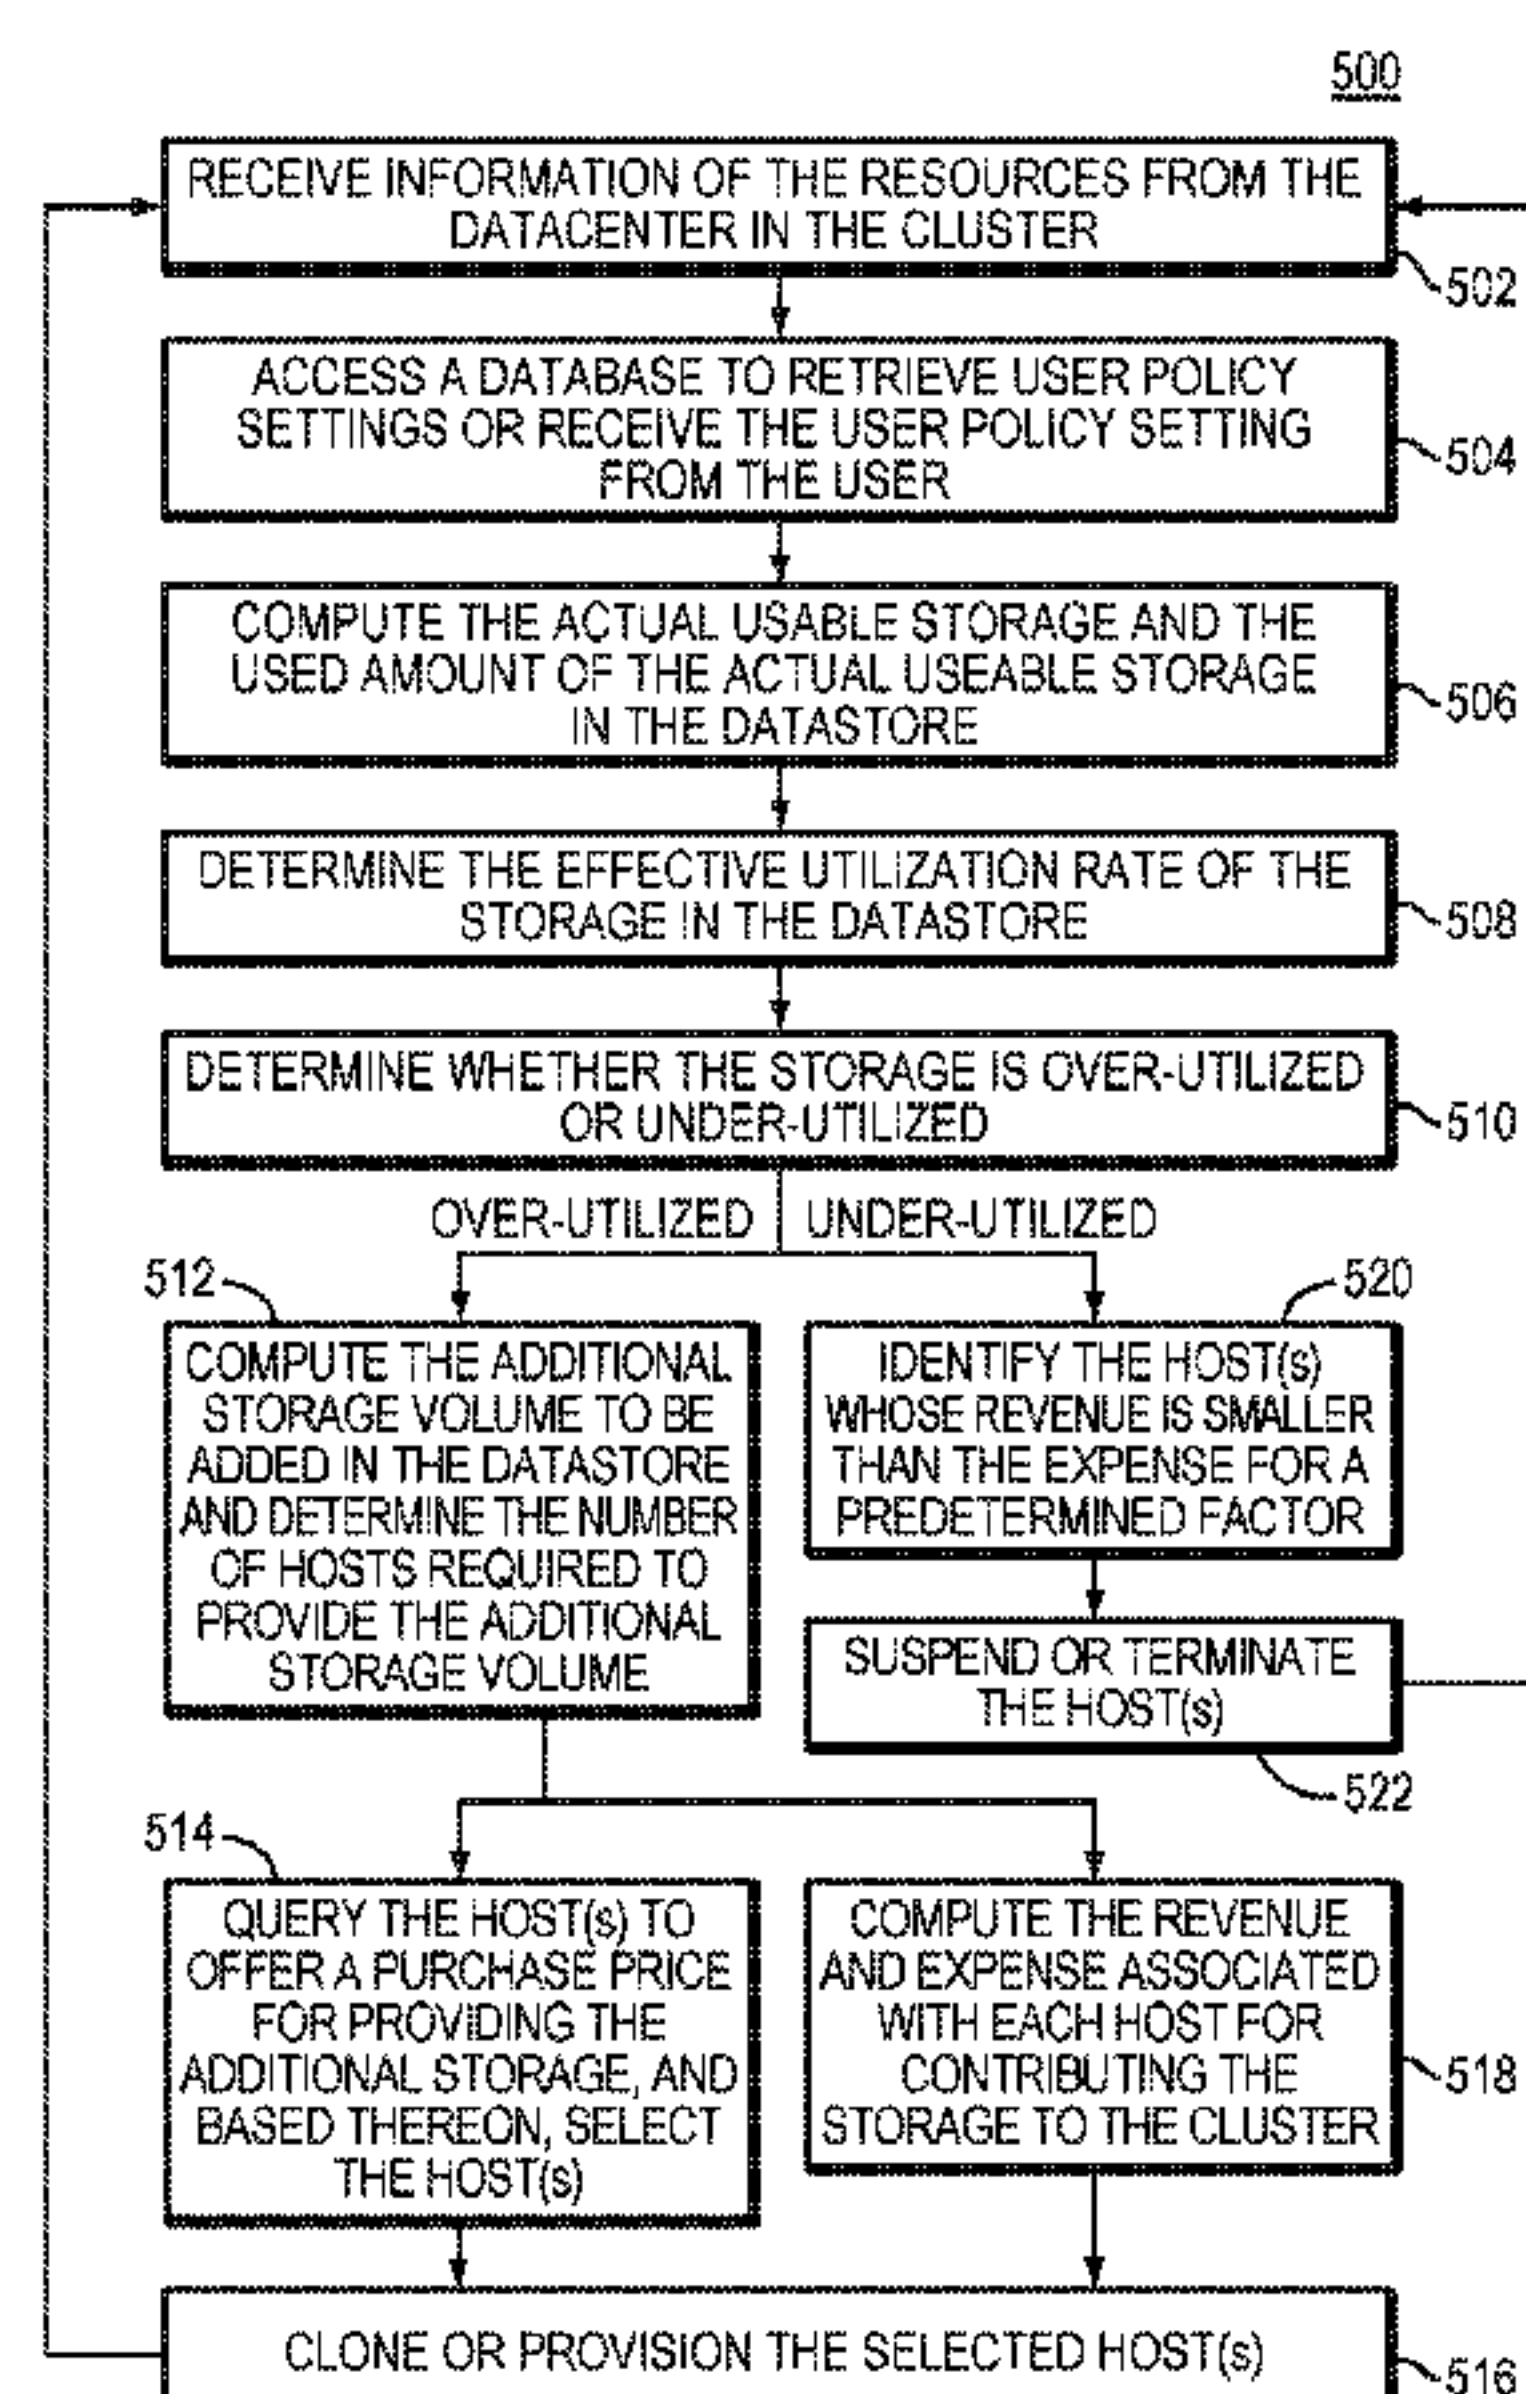 500
RECEIVE INFORMATION OF THE RESOURCES FROM THE
DATACENTER IN THE CLUSTER
502
ACCESS A DATABASE TO RETRIEVE USER POLICY
SETTINGS OR RECEIVE THE USER POLICY SETTING
FROM THE USER
504
COMPUTE THE ACTUAL USABLE STORAGE AND THE
USED AMOUNT OF THE ACTUAL USEABLE STORAGE
IN THE DATASTORE
506
DETERMINE THE EFFECTIVE UTILIZATION RATE OF THE
STORAGE IN THE DATASTORE
508
DETERMINE WHETHER THE STORAGE IS OVER-UTILIZED
OR UNDER-UTILIZED
510
OVER-UTILIZED
UNDER-UTILIZED
512
COMPUTE THE ADDITIONAL
STORAGE VOLUME TO BE
ADDED IN THE DATASTORE
AND DETERMINE THE NUMBER
OF HOSTS REQUIRED TO
PROVIDE THE ADDITIONAL
STORAGE VOLUME
520
IDENTIFY THE HOST(s)
WHOSE REVENUE IS SMALLER
THAN THE EXPENSE FOR A
PREDETERMINED FACTOR
SUSPEND OR TERMINATE
THE HOST(s)
522
514
QUERY THE HOST(s) TO
OFFER A PURCHASE PRICE
FOR PROVIDING THE
ADDITIONAL STORAGE, AND
BASED THEREON, SELECT
THE HOST(s)
COMPUTE THE REVENUE
AND EXPENSE ASSOCIATED
WITH EACH HOST FOR
CONTRIBUTING THE
STORAGE TO THE CLUSTER
518
CLONE OR PROVISION THE SELECTED HOST(s)
516